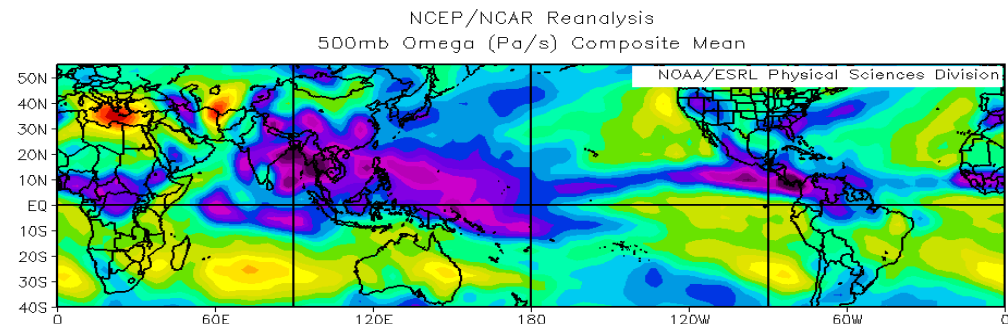 NCEP/NCAR Reanalysis
500mb Omega (Pa/s) Composite Mean
NOAA/ESRL Physical Sciences Division
50N
40N
30N
20N
10N
EQ
10S
20S
30S
40S
0 60E 120E 180 120W 60W 0